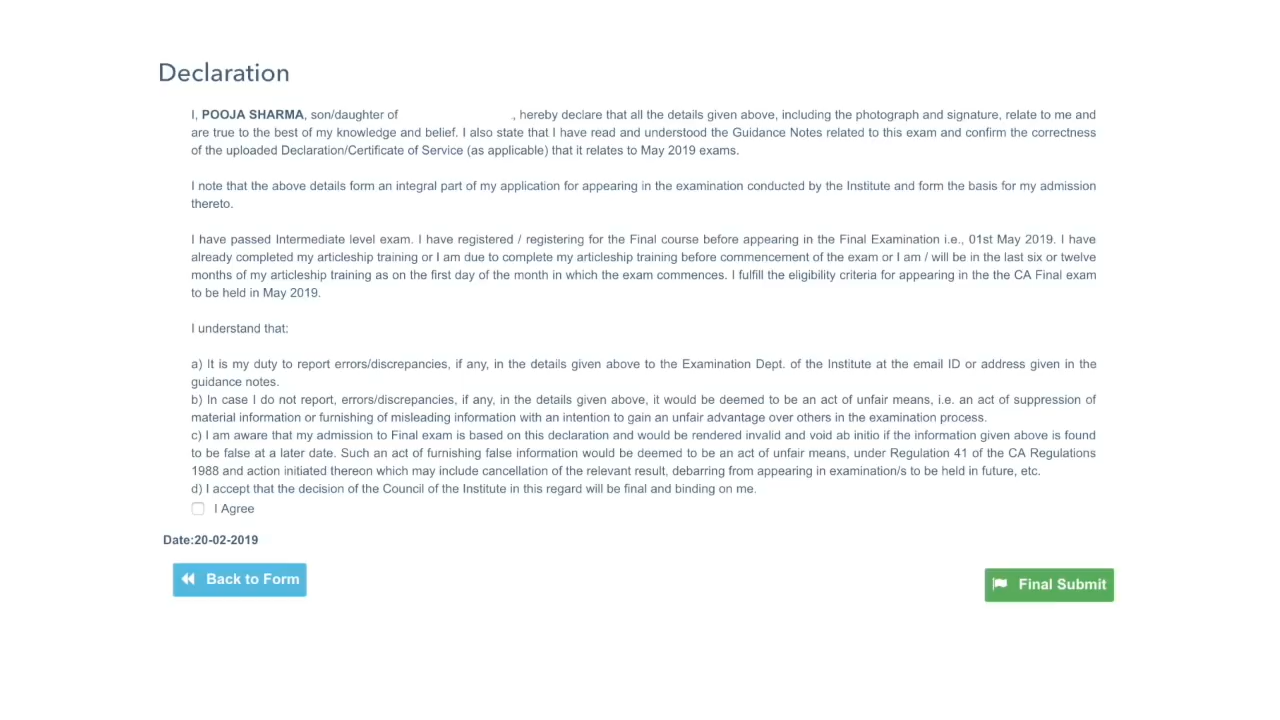 Declaration
I, POOJA SHARMA, son/daughter of , hereby declare that all the details given above, including the photograph and signature, relate to me and
are true to the best of my knowledge and belief. I also state that I have read and understood the Guidance Notes related to this exam and confirm the correctness
of the uploaded Declaration/Certificate of Service (as applicable) that it relates to May 2019 exams.
I note that the above details form an integral part of my application for appearing in the examination conducted by the Institute and form the basis for my admission
thereto.
I have passed Intermediate level exam. I have registered / registering for the Final course before appearing in the Final Examination i.e., 01st May 2019. I have
already completed my articleship training or I am due to complete my articleship training before commencement of the exam or I am / will be in the last six or twelve
months of my articleship training as on the first day of the month in which the exam commences. I fulfill the eligibility criteria for appearing in the the CA Final exam
to be held in May 2019.
I understand that:
a) It is my duty to report errors/discrepancies, if any, in the details given above to the Examination Dept. of the Institute at the email ID or address given in the
guidance notes.
b) In case I do not report, errors/discrepancies, if any, in the details given above, it would be deemed to be an act of unfair means, i.e. an act of suppression of
material information or furnishing of misleading information with an intention to gain an unfair advantage over others in the examination process.
c) I am aware that my admission to Final exam is based on this declaration and would be rendered invalid and void ab initio if the information given above is found
to be false at a later date. Such an act of furnishing false information would be deemed to be an act of unfair means, under Regulation 41 of the CA Regulations
1988 and action initiated thereon which may include cancellation of the relevant result, debarring from appearing in examination/s to be held in future, etc.
d) I accept that the decision of the Council of the Institute in this regard will be final and binding on me.
I Agree
Date:20-02-2019
Back to Form
Final Submit